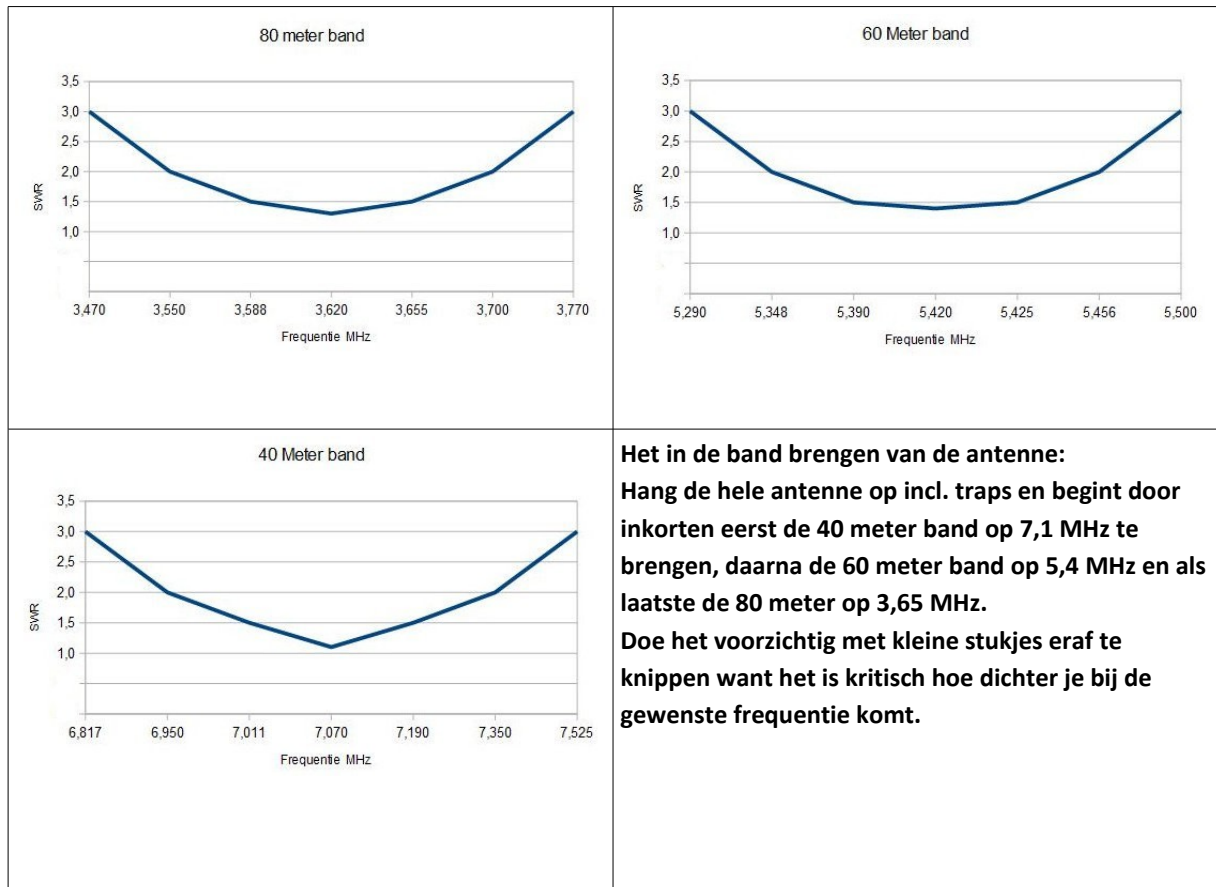 80 meter band
3,5
3,0
2,5
2,0
1,5
1,0
SWR
3,470 3,550 3,588 3,620 3,655 3,700 3,770
Frequentie MHz
60 Meter band
3,5
3,0
2,5
2,0
1,5
1,0
SWR
5,290 5,348 5,390 5,420 5,425 5,456 5,500
Frequentie MHz
40 Meter band
3,5
3,0
2,5
2,0
1,5
1,0
SWR
6,817 6,950 7,011 7,070 7,190 7,350 7,525
Frequentie MHz
Het in de band brengen van de antenne:
Hang de hele antenne op incl. traps en begint door
inkorten eerst de 40 meter band op 7,1 MHz te
brengen, daarna de 60 meter band op 5,4 MHz en als
laatste de 80 meter op 3,65 MHz.
Doe het voorzichtig met kleine stukjes eraf te
knippen want het is kritisch hoe dichter je bij de
gewenste frequentie komt.